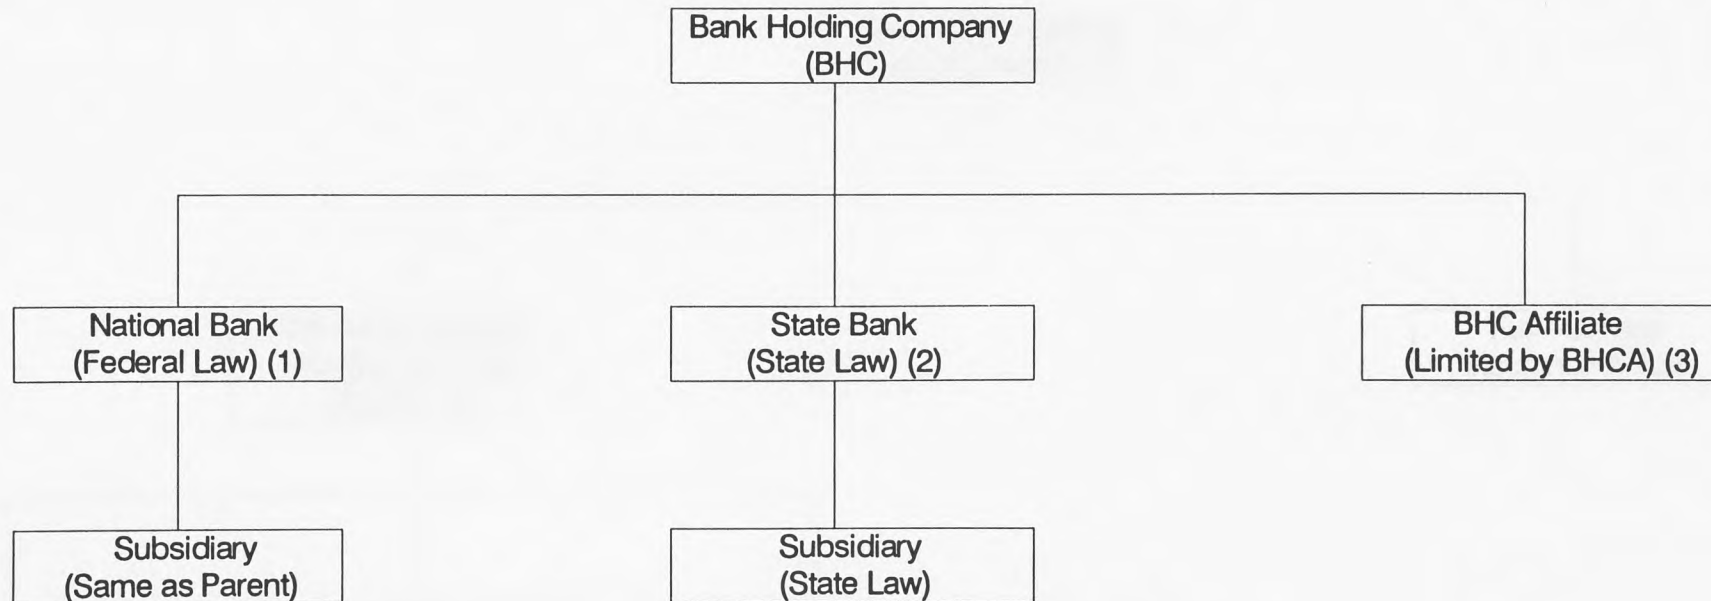 Bank Holding Company
(BHC)
National Bank
(Federal Law) (1)
State Bank
(State Law) (2)
BHC Affiliate
(Limited by BHCA) (3)
Subsidiary
(Same as Parent)
Subsidiary
(State Law)